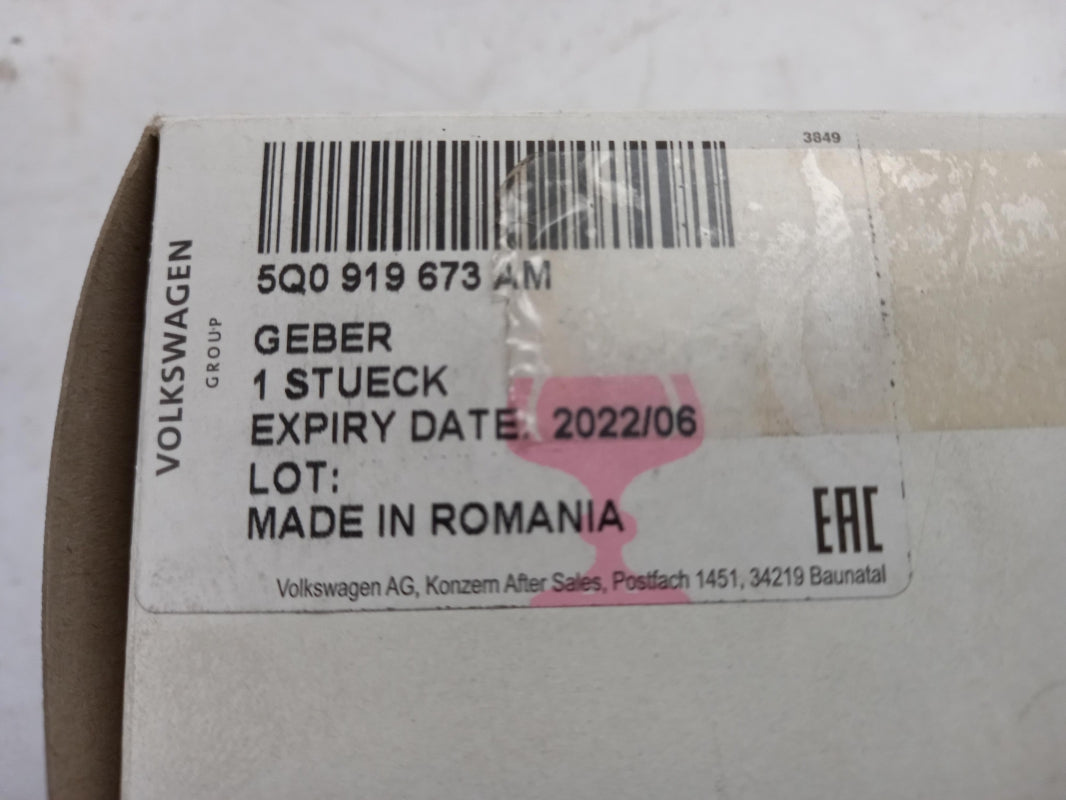 3849
5Q0 919 673 AM
VOLKSWAGEN
GROUP
GEBER
1 STUECK
EXPIRY DATE: 2022/06
LOT:
MADE IN ROMANIA
EAC
Volkswagen AG, Konzern After Sales, Postfach 1451, 34219 Baunatal